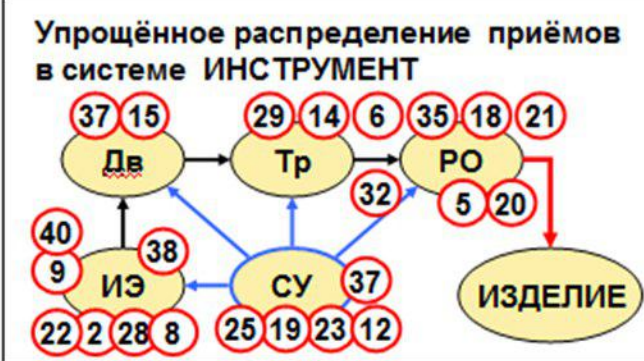 Упрощённое распределение приёмов
в системе ИНСТРУМЕНТ
37 15 29 14 6 35 18 21
Дв Тр РО
32 5 20
40 38
9 ИЭ СУ 37 ИЗДЕЛИЕ
22 2 28 8 25 19 23 12